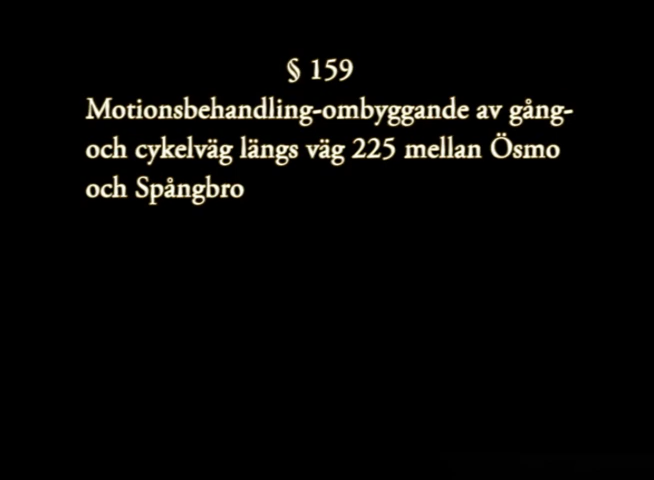 § 159
Motionsbehandling-ombyggande av gång-
och cykelväg längs väg 225 mellan Ösmo
och Spångbro